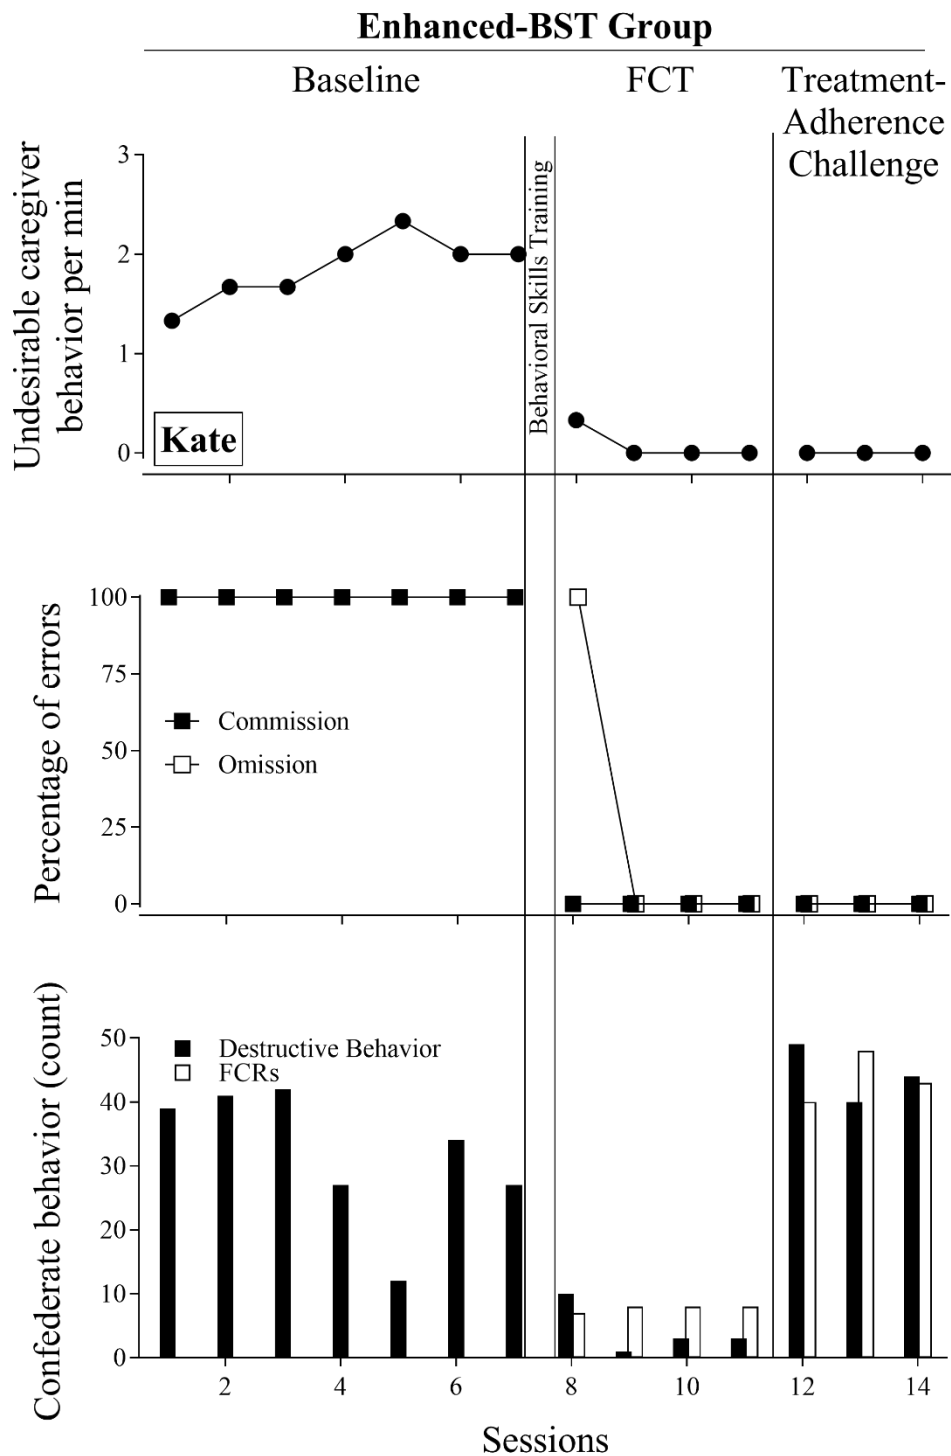 Enhanced-BST Group
Baseline
FCT
Treatment-
Adherence
Challenge
Undesirable caregiver
behavior per min
3
2
1
0
Kate
Behavioral Skills Training
Percentage of errors
100
75
50
25
0
Commission
Omission
Confederate behavior (count)
50
40
30
20
10
0
Destructive Behavior
FCRs
2
4
6
8
10
12
14
Sessions